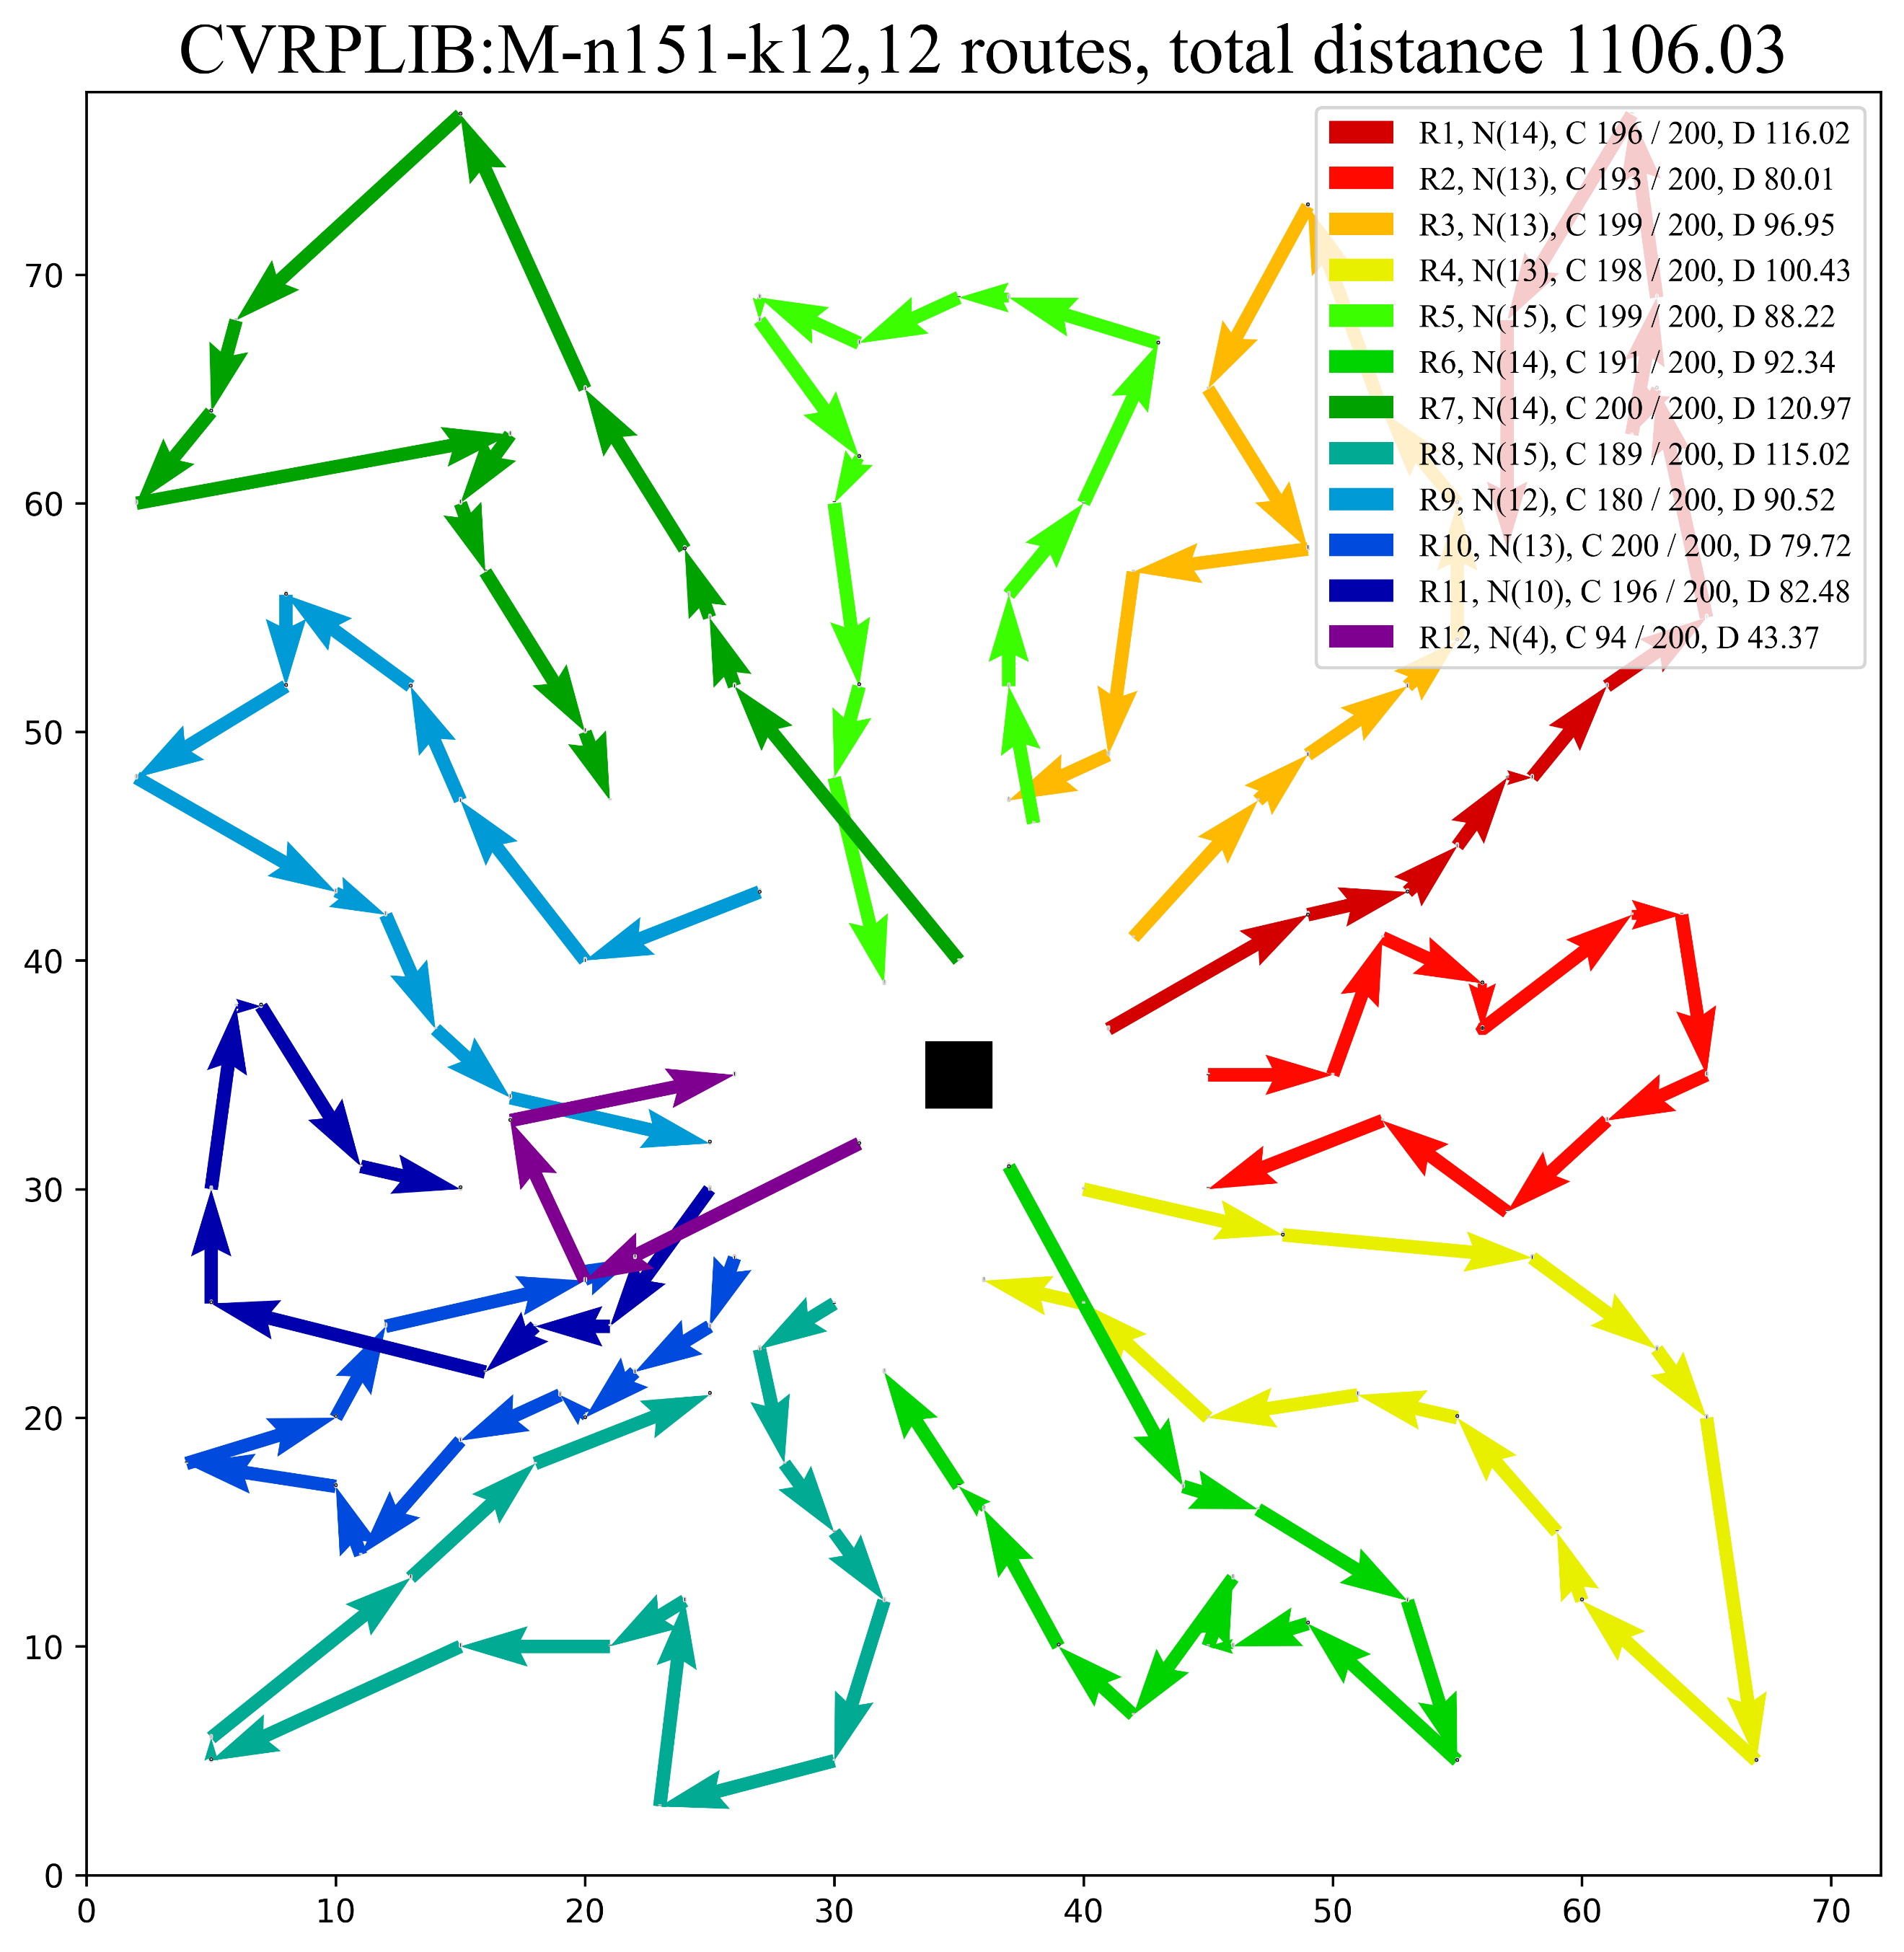 CVRPLIB:M-n151-k12,12 routes, total distance 1106.03
R1, N(14), C 196 / 200, D 116.02
R2, N(13), C 193 / 200, D 80.01
R3, N(13), C 199 / 200, D 96.95
R4, N(13), C 198 / 200, D 100.43
R5, N(15), C 199 / 200, D 88.22
R6, N(14), C 191 / 200, D 92.34
R7, N(14), C 200 / 200, D 120.97
R8, N(15), C 189 / 200, D 115.02
R9, N(12), C 180 / 200, D 90.52
R10, N(13), C 200 / 200, D 79.72
R11, N(10), C 196 / 200, D 82.48
R12, N(4), C 94 / 200, D 43.37
70
60
50
40
30
20
10
0
0 10 20 30 40 50 60 70